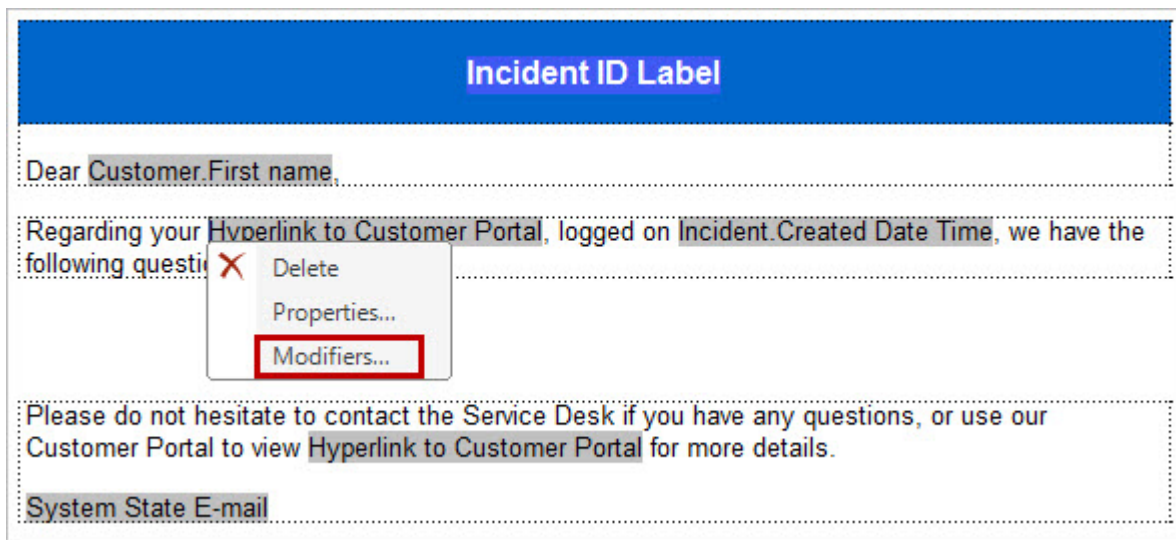 Incident ID Label
Dear Customer.First name,
Regarding your Hyperlink to Customer Portal, logged on Incident.Created Date Time, we have the
following questi
Delete
Properties...
Modifiers...
Please do not hesitate to contact the Service Desk if you have any questions, or use our
Customer Portal to view Hyperlink to Customer Portal for more details.
System State E-mail